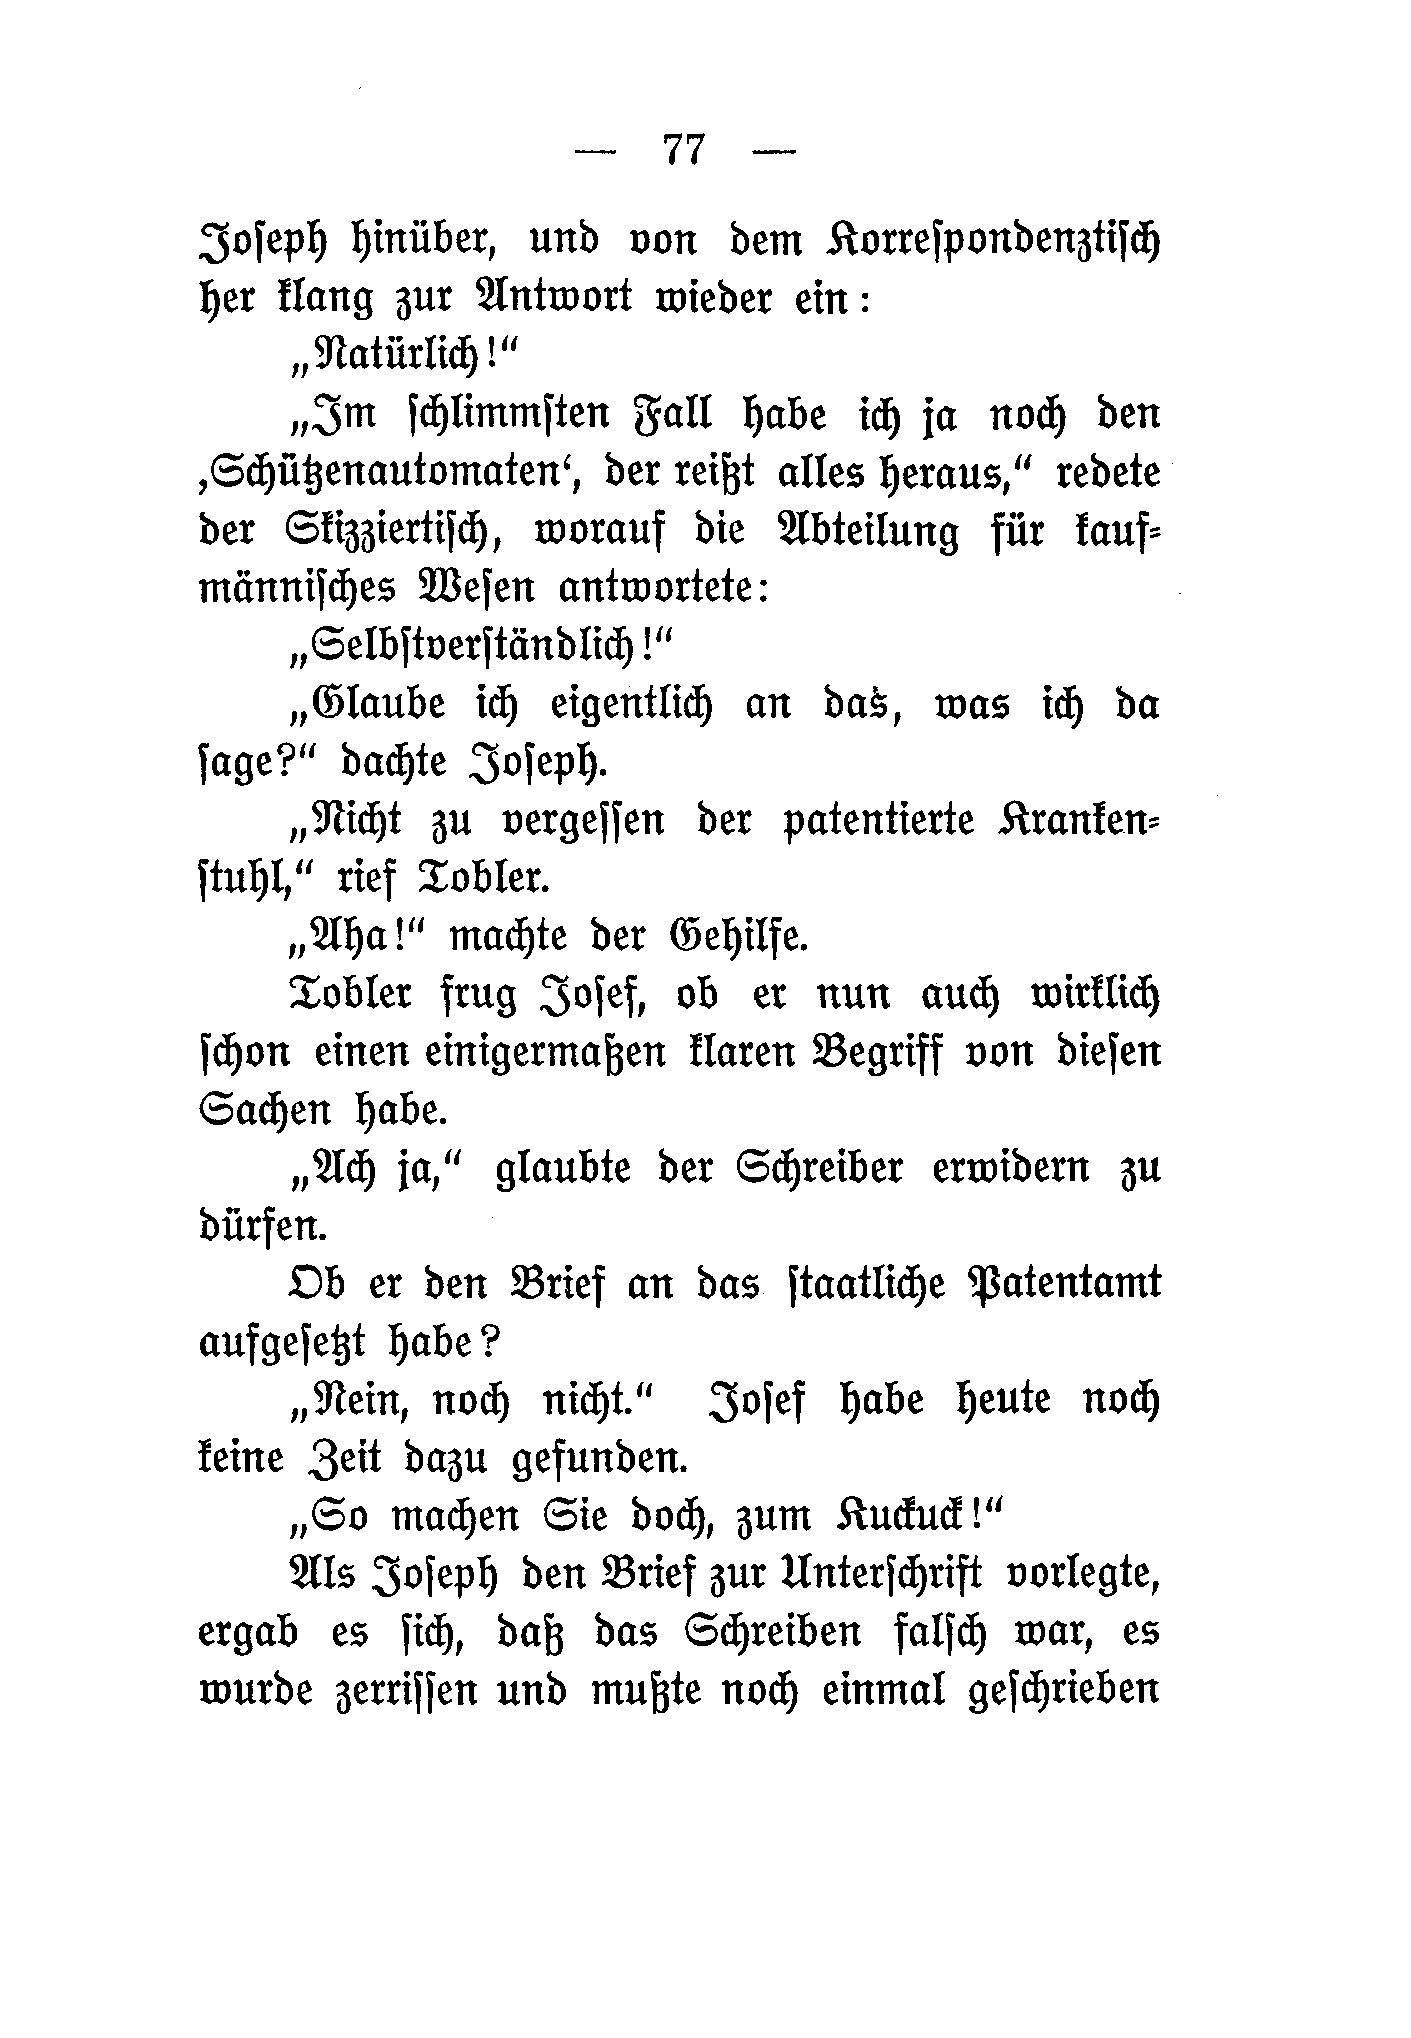 — 77 —
Joſeph hinüber, und von dem Korreſpondenztiſch
her klang zur Antwort wieder ein:
„Natürlich!“
„Im ſchlimmſten Fall habe ich ja noch den
‚Schützenautomaten‘, der reißt alles heraus,“ redete
der Skizziertiſch, worauf die Abteilung für kauf⸗
männiſches Weſen antwortete:
„Selbſtverſtändlich!“
„Glaube ich eigentlich an das, was ich da
ſage?“ dachte Joſeph.
„Nicht zu vergeſſen der patentierte Kranken⸗
ſtuhl,“ rief Tobler.
„Aha!“ machte der Gehilfe.
Tobler frug Joſef, ob er nun auch wirklich
ſchon einen einigermaßen klaren Begriff von dieſen
Sachen habe.
„Ach ja,“ glaubte der Schreiber erwidern zu
dürfen.
Ob er den Brief an das ſtaatliche Patentamt
aufgeſetzt habe?
„Nein, noch nicht.“ Joſef habe heute noch
keine Zeit dazu gefunden.
„So machen Sie doch, zum Kuckuck!“
Als Joſeph den Brief zur Unterſchrift vorlegte,
ergab es ſich, daß das Schreiben falſch war, es
wurde zerriſſen und mußte noch einmal geſchrieben